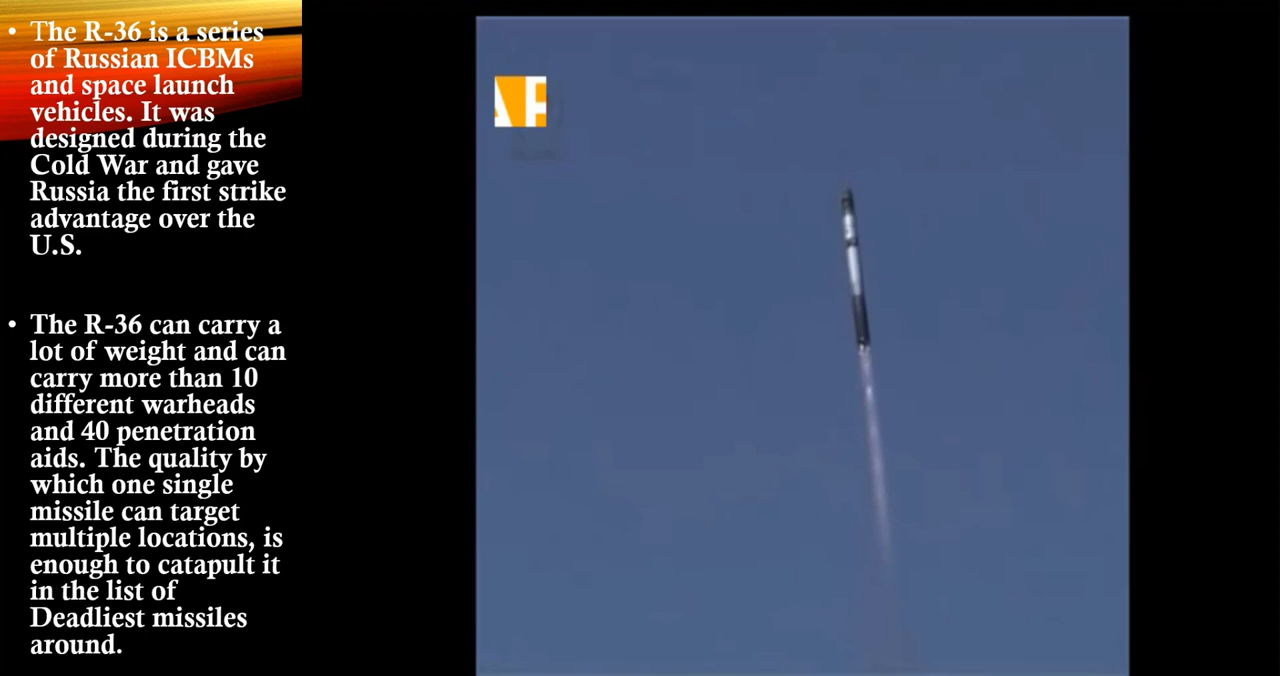 • The R-36 is a series
of Russian ICBMs
and space launch
vehicles. It was
designed during the
Cold War and gave
Russia the first strike
advantage over the
U.S.
• The R-36 can carry a
lot of weight and can
carry more than 10
different warheads
and 40 penetration
aids. The quality by
which one single
missile can target
multiple locations, is
enough to catapult it
in the list of
Deadliest missiles
around.